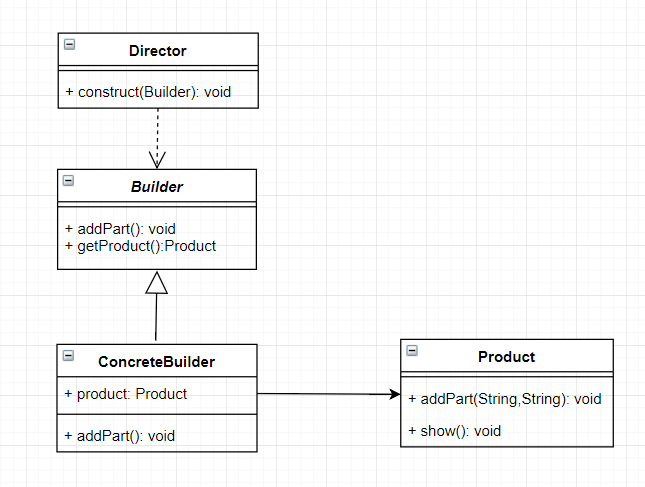 Director
+ construct(Builder): void
Builder
+ addPart(): void
+ getProduct():Product
ConcreteBuilder
+ product: Product
+ addPart(): void
Product
+ addPart(String,String): void
+ show(): void